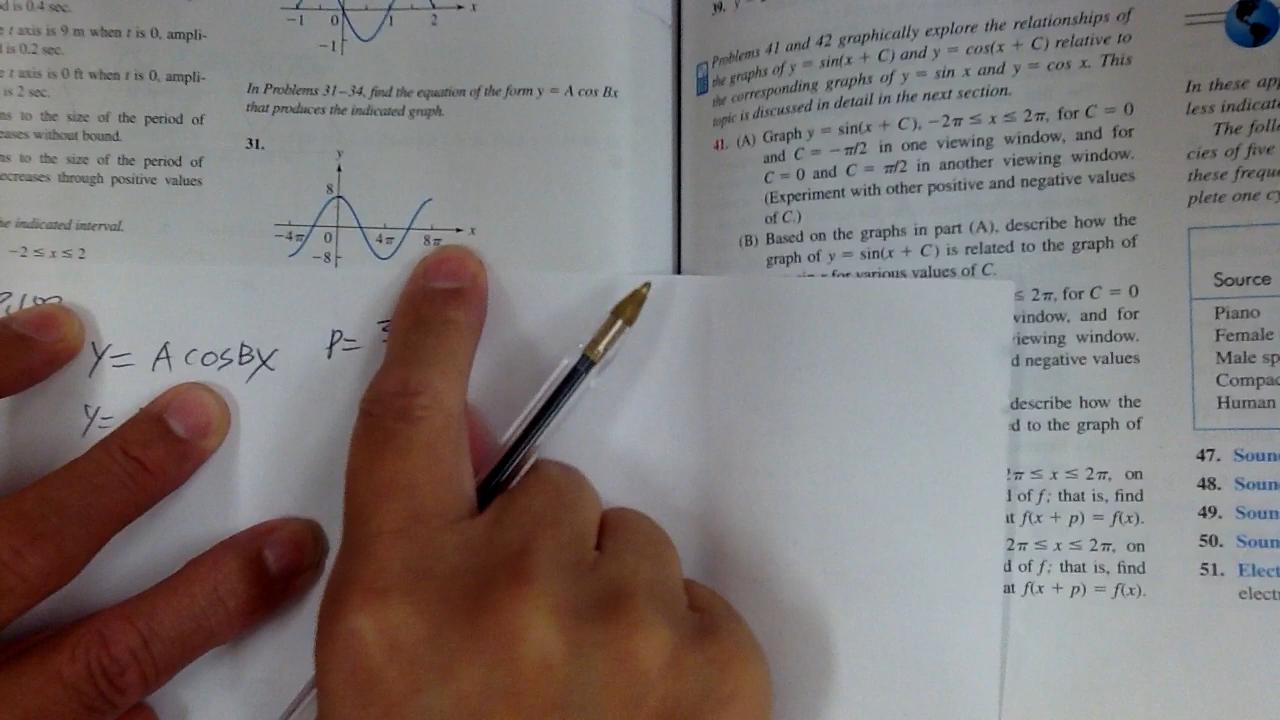 d is 0.4 sec.
t axis is 9 m when t is 0, ampli-
is 0.2 sec.
t axis is 0 ft when t is 0, ampli-
is 2 sec.
to the size of the period of
without bound.
to the size of the period of
through positive values
indicated interval.
−2 ≤ x ≤ 2
−1 0 1 2 x
−1
In Problems 31–34, find the equation of the form y = A cos Bx
that produces the indicated graph.
31.
y
8
−4π 0 4π 8π x
−8
y = A cos Bx P =
y =
39. y
Problems 41 and 42 graphically explore the relationships of
the graphs of y = sin(x + C) and y = cos(x + C) relative to
the corresponding graphs of y = sin x and y = cos x. This
topic is discussed in detail in the next section.
41. (A) Graph y = sin(x + C), −2π ≤ x ≤ 2π, for C = 0
and C = −π/2 in one viewing window, and for
C = 0 and C = π/2 in another viewing window.
(Experiment with other positive and negative values
of C.)
(B) Based on the graphs in part (A), describe how the
graph of y = sin(x + C) is related to the graph of
for various values of C.
≤ 2π, for C = 0
window, and for
viewing window.
d negative values
describe how the
d to the graph of
2π ≤ x ≤ 2π, on
d of f; that is, find
at f(x + p) = f(x).
2π ≤ x ≤ 2π, on
d of f; that is, find
at f(x + p) = f(x).
In these
less
The
cies of five
these
plete one
Source
Piano
Female
Male
Human
47.
48.
49.
50.
51.